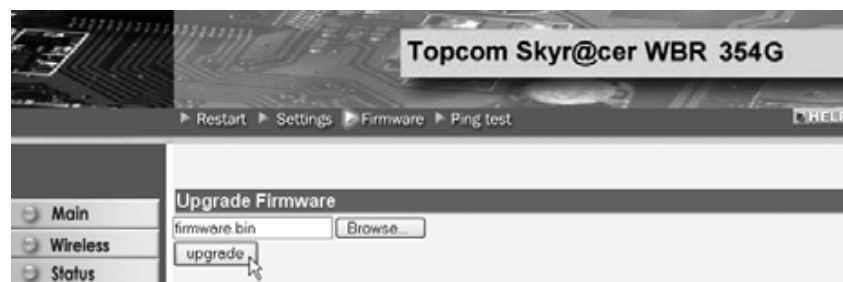 Topcom Skyr@cer WBR 354G
Restart Settings Firmware Ping test HELP
Upgrade Firmware
Main
firmware.bin Browse...
Wireless
upgrade
Status